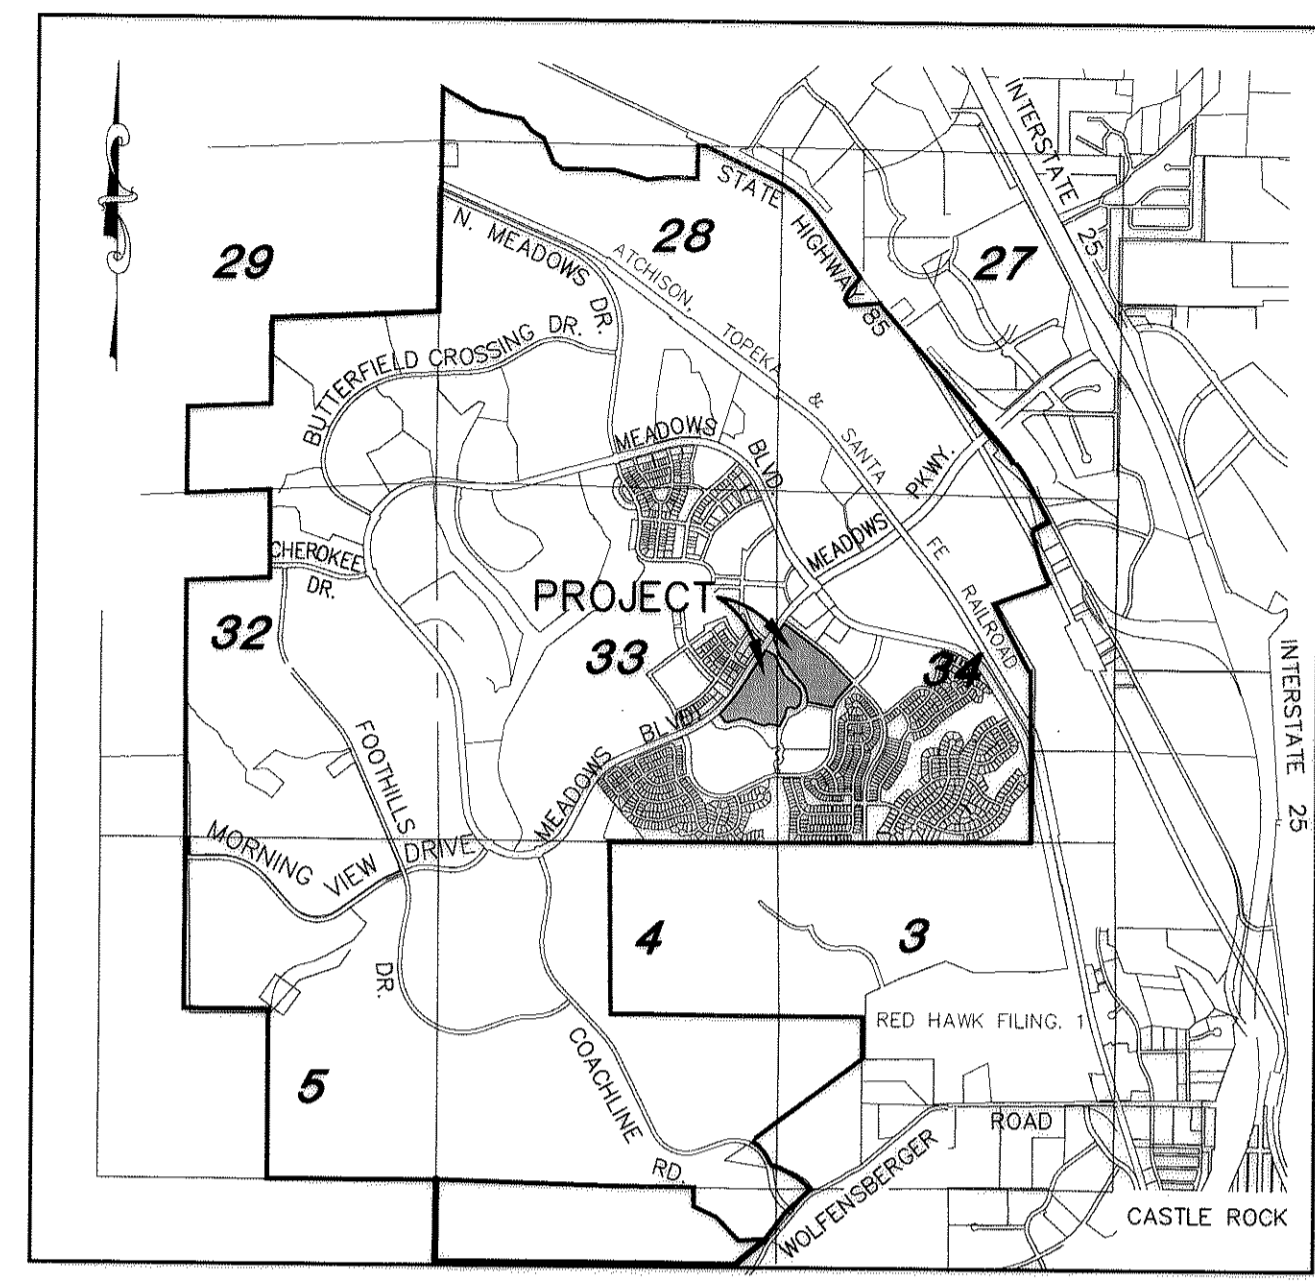 INTERSTATE 25
STATE HIGHWAY 85
28
29
27
N. MEADOWS DR.
ATCHISON, TOPEKA & SANTA FE RAILROAD
BUTTERFIELD CROSSING DR.
MEADOWS BLVD
MEADOWS PKWY.
CHEROKEE DR.
PROJECT
32
33
34
INTERSTATE 25
FOOTHILLS DR.
MEADOWS BLVD
MORNING VIEW DRIVE
4
3
RED HAWK FILING. 1
5
COACHLINE RD.
WOLFENSBERGER ROAD
CASTLE ROCK